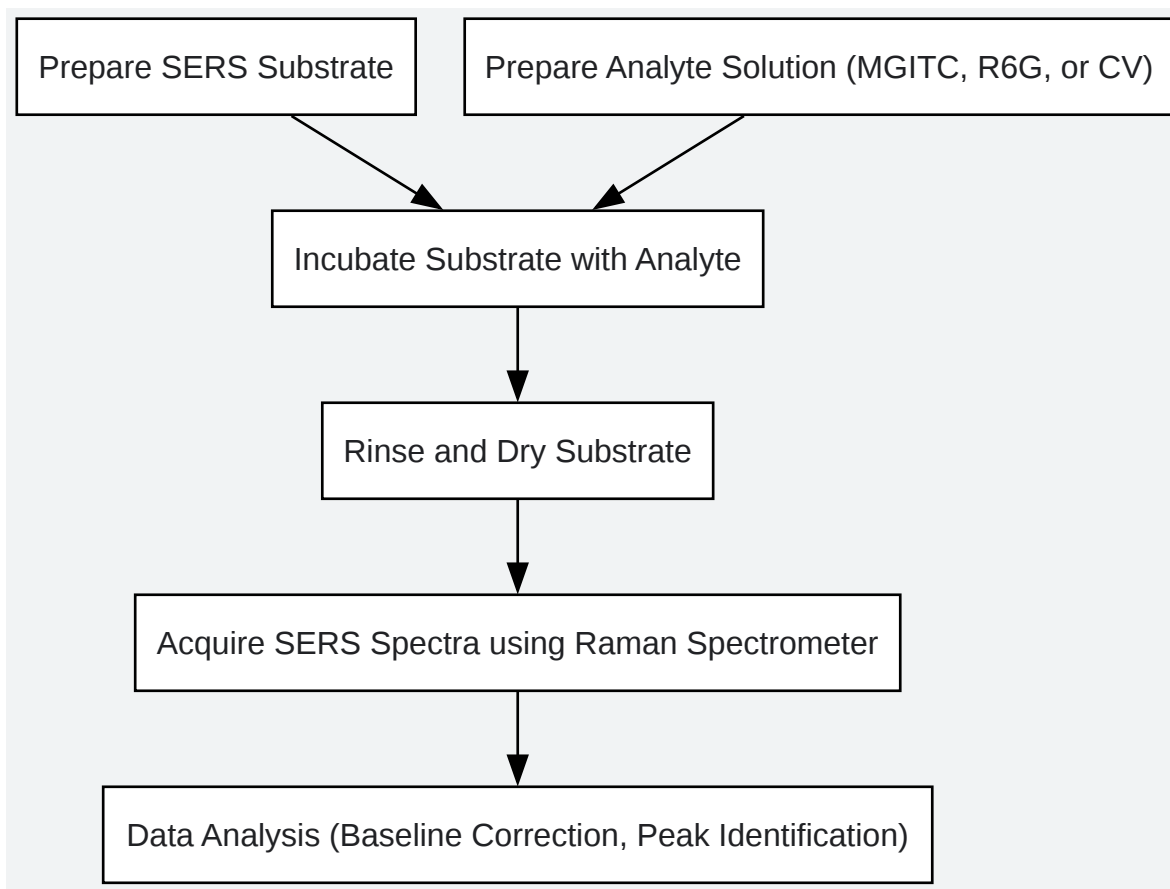 Prepare SERS Substrate
Prepare Analyte Solution (MGITC, R6G, or CV)
Incubate Substrate with Analyte
Rinse and Dry Substrate
Acquire SERS Spectra using Raman Spectrometer
Data Analysis (Baseline Correction, Peak Identification)